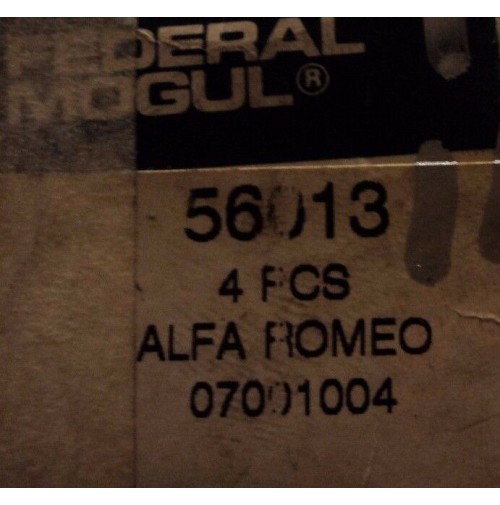 FEDERAL
MOGUL®
56013
4 PCS
ALFA ROMEO
07001004